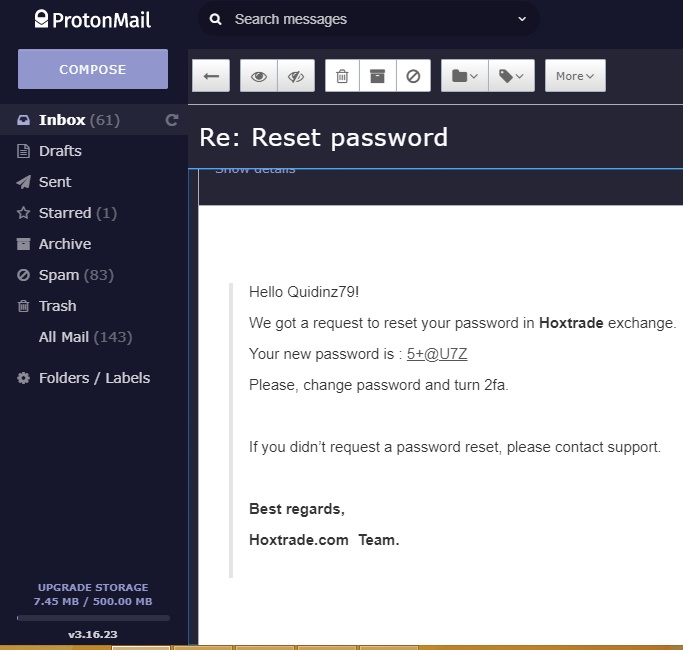 ProtonMail
Search messages
COMPOSE
More
Inbox (61)
Drafts
Sent
Starred (1)
Archive
Spam (83)
Trash
All Mail (143)
Folders / Labels
Re: Reset password
Show details
Hello Quidinz79!
We got a request to reset your password in Hoxtrade exchange.
Your new password is : 5+@U7Z
Please, change password and turn 2fa.
If you didn't request a password reset, please contact support.
Best regards,
Hoxtrade.com Team.
UPGRADE STORAGE
7.45 MB / 500.00 MB
v3.16.23